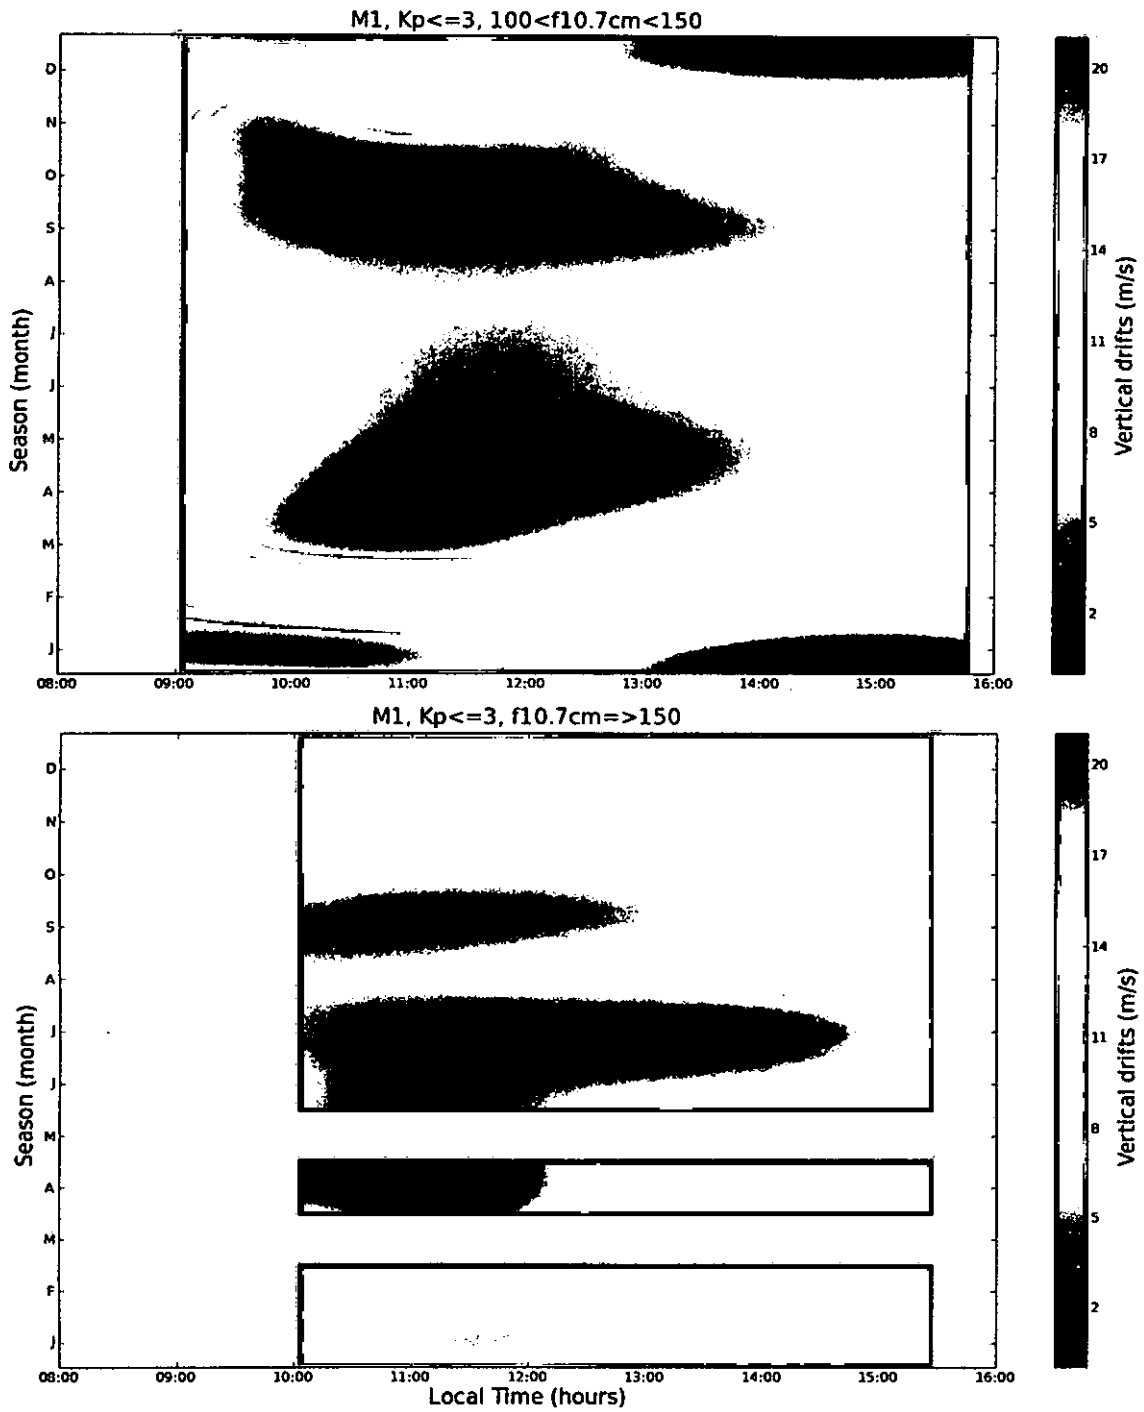 M1, Kp<=3, 100<f10.7cm<150
Season (month)
D
N
O
S
A
J
J
M
A
M
F
J
08:00 09:00 10:00 11:00 12:00 13:00 14:00 15:00 16:00
20
17
14
11
8
5
2
Vertical drifts (m/s)
M1, Kp<=3, f10.7cm=>150
Season (month)
D
N
O
S
A
J
J
M
A
M
F
J
08:00 09:00 10:00 11:00 12:00 13:00 14:00 15:00 16:00
Local Time (hours)
20
17
14
11
8
5
2
Vertical drifts (m/s)